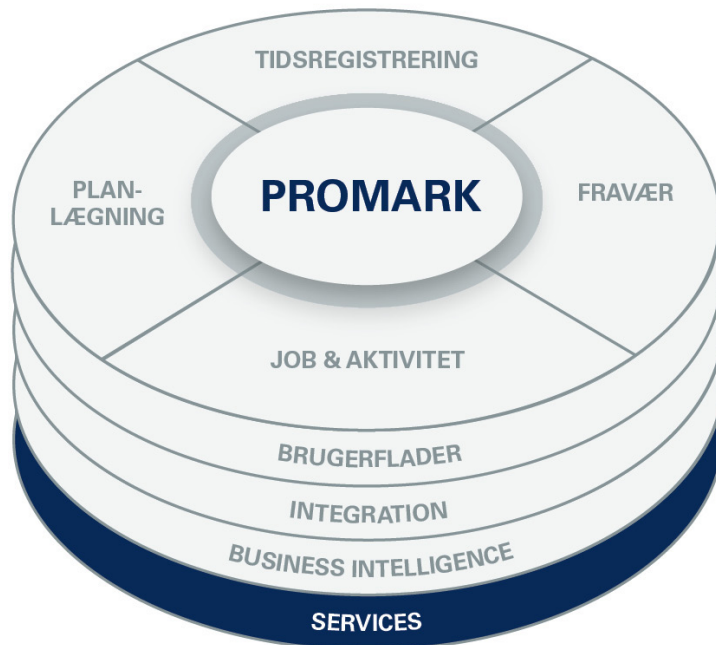 TIDSREGISTRERING
PLAN-
LÆGNING
PROMARK
FRAVÆR
JOB & AKTIVITET
BRUGERFLADER
INTEGRATION
BUSINESS INTELLIGENCE
SERVICES